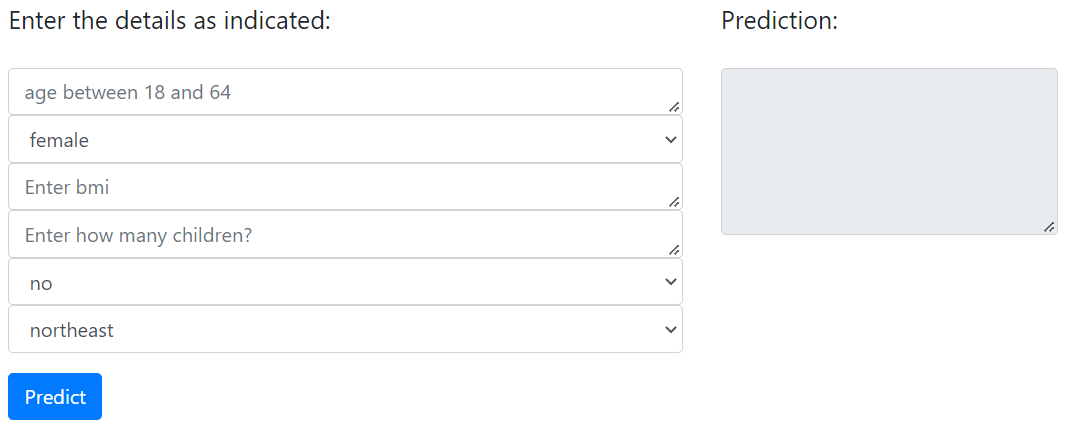 Enter the details as indicated:
Prediction:
age between 18 and 64
female
Enter bmi
Enter how many children?
no
northeast
Predict